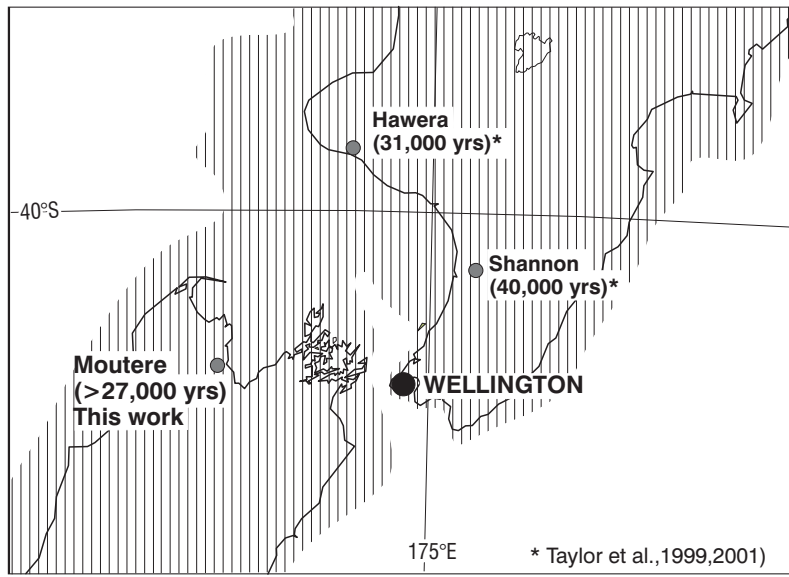 Hawera
(31,000 yrs)*
40°S
Shannon
(40,000 yrs)*
Moutere
(>27,000 yrs)
This work
WELLINGTON
175°E
* Taylor et al.,1999,2001)